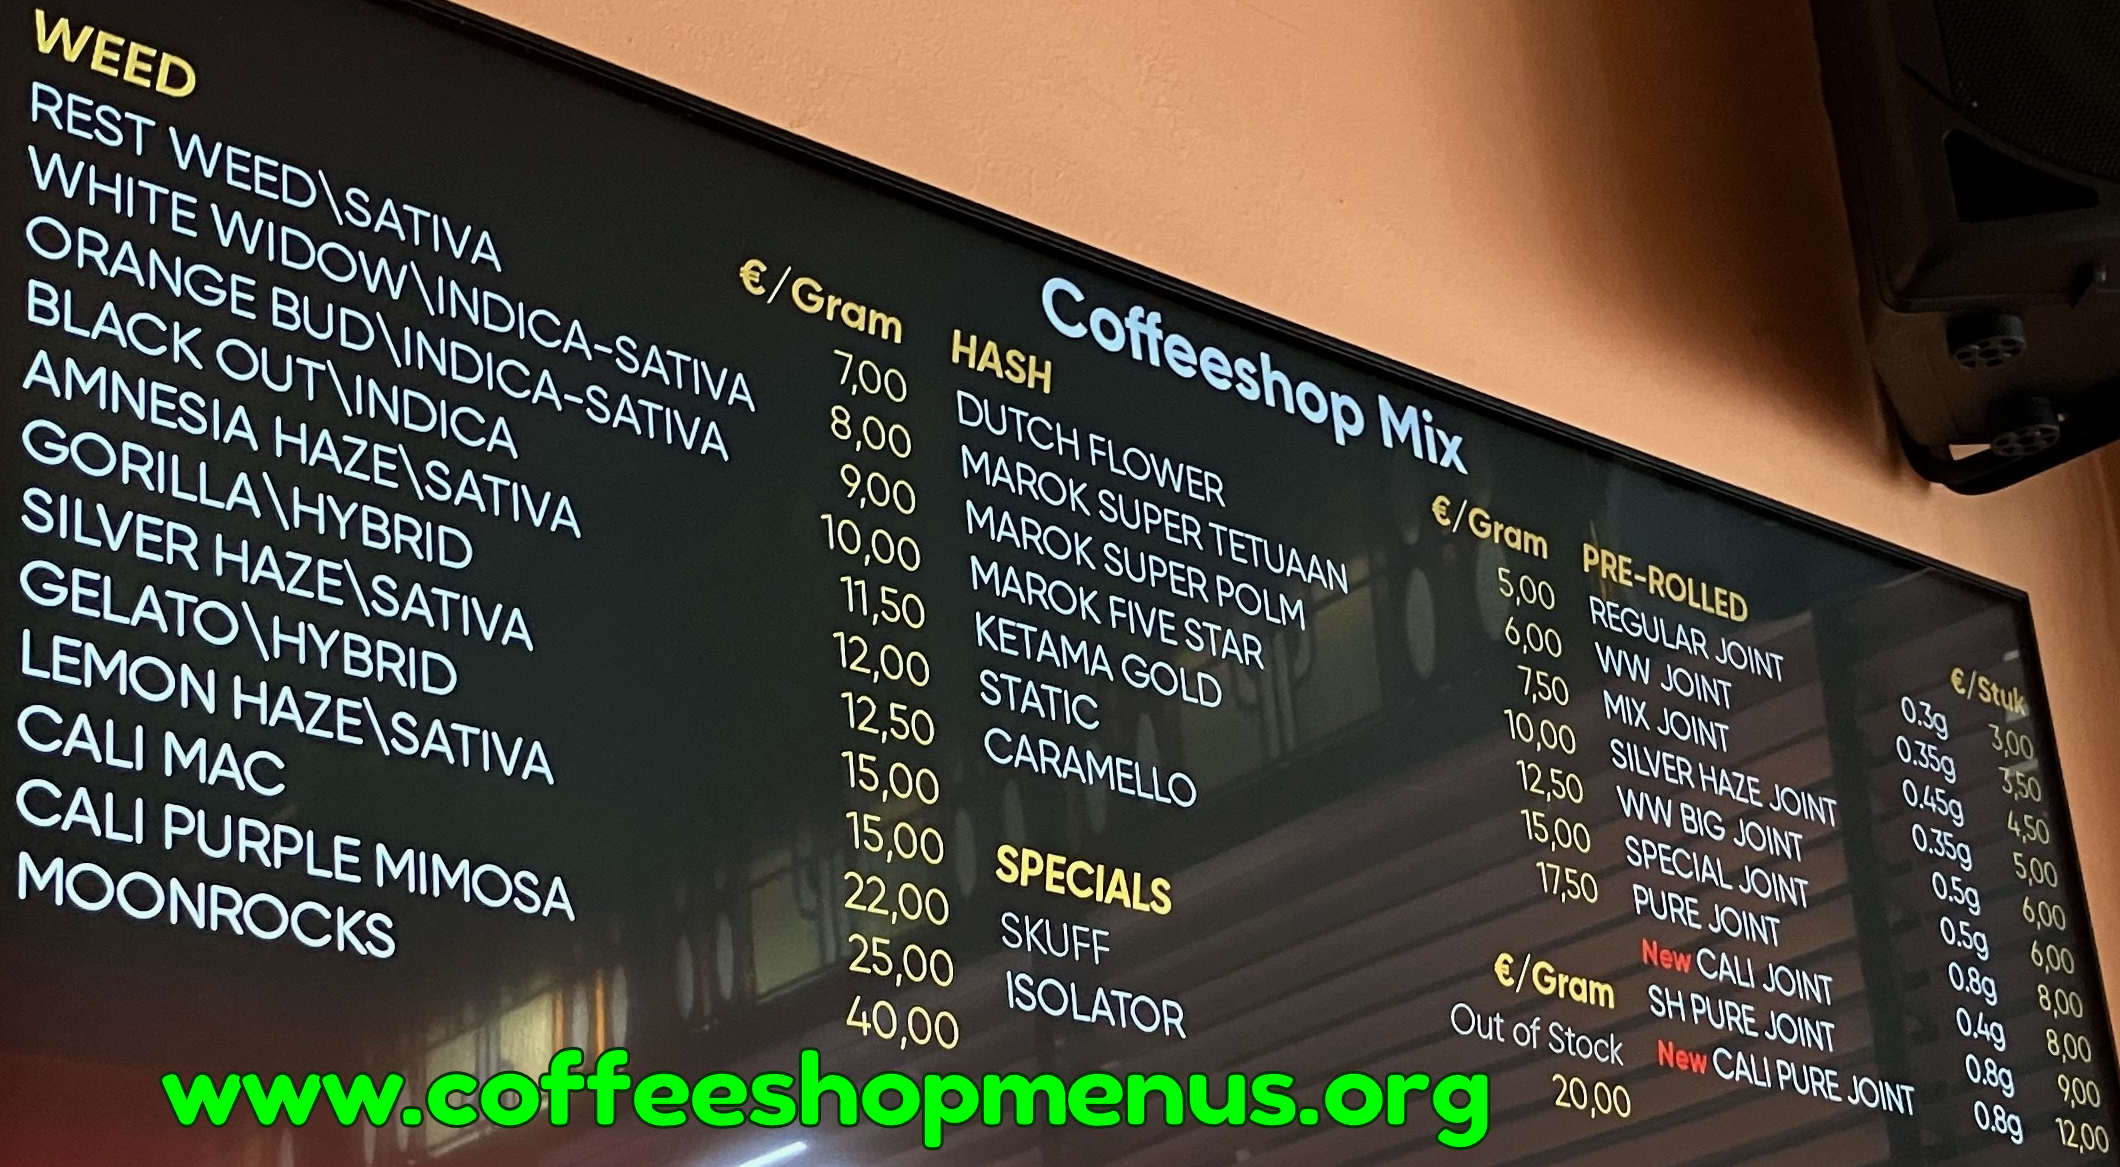 Coffeeshop Mix
WEED €/Gram
REST WEED\SATIVA 7,00
WHITE WIDOW\INDICA-SATIVA 8,00
ORANGE BUD\INDICA-SATIVA 9,00
BLACK OUT\INDICA 10,00
AMNESIA HAZE\SATIVA 11,50
GORILLA\HYBRID 12,00
SILVER HAZE\SATIVA 12,50
GELATO\HYBRID 15,00
LEMON HAZE\SATIVA 15,00
CALI MAC 22,00
CALI PURPLE MIMOSA 25,00
MOONROCKS 40,00
HASH €/Gram
DUTCH FLOWER 5,00
MAROK SUPER TETUAAN 6,00
MAROK SUPER POLM 7,50
MAROK FIVE STAR 10,00
KETAMA GOLD 12,50
STATIC 15,00
CARAMELLO 17,50
SPECIALS €/Gram
SKUFF Out of Stock
ISOLATOR 20,00
PRE-ROLLED €/Stuk
REGULAR JOINT 0.3g 3,00
WW JOINT 0.35g 3,50
MIX JOINT 0.45g 4,50
SILVER HAZE JOINT 0.35g 5,00
WW BIG JOINT 0.5g 6,00
SPECIAL JOINT 0.5g 6,00
PURE JOINT 0.8g 8,00
New CALI JOINT 0.4g 8,00
SH PURE JOINT 0.8g 9,00
New CALI PURE JOINT 0.8g 12,00
www.coffeeshopmenus.org